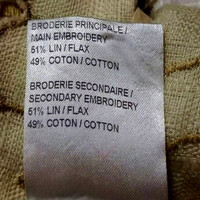 BRODERIE PRINCIPALE /
MAIN EMBROIDERY
51% LIN / FLAX
49% COTON / COTTON
BRODERIE SECONDAIRE /
SECONDARY EMBROIDERY
51% LIN / FLAX
49% COTON / COTTON